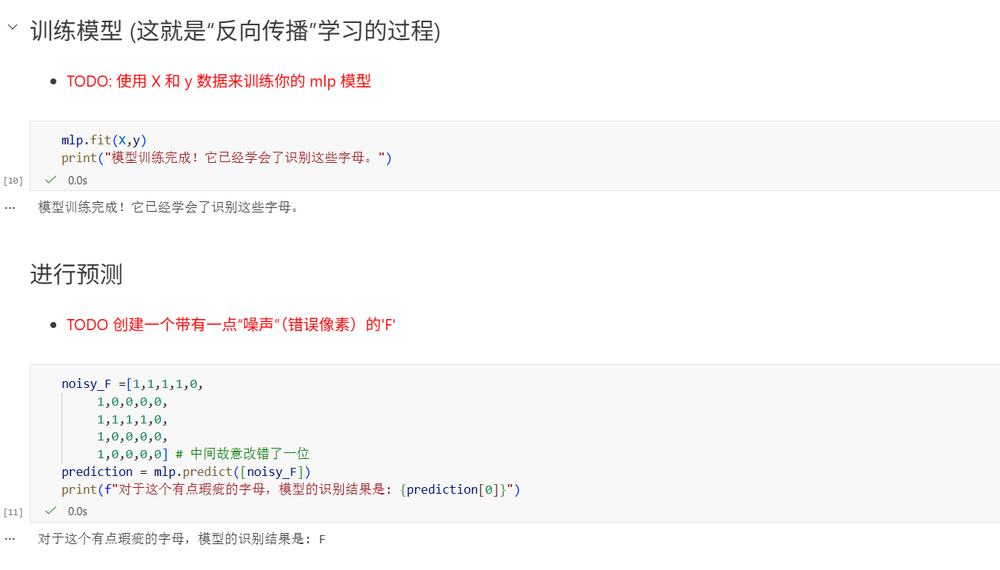 训练模型 (这就是“反向传播”学习的过程)
TODO: 使用 X 和 y 数据来训练你的 mlp 模型
mlp.fit(X,y)
print("模型训练完成！它已经学会了识别这些字母。")
[10]
0.0s
模型训练完成！它已经学会了识别这些字母。
进行预测
TODO 创建一个带有一点“噪声”（错误像素）的'F'
noisy_F =[1,1,1,1,0,
1,0,0,0,0,
1,1,1,1,0,
1,0,0,0,0,
1,0,0,0,0] # 中间故意改错了一位
prediction = mlp.predict([noisy_F])
print(f"对于这个有点瑕疵的字母，模型的识别结果是: {prediction[0]}")
[11]
0.0s
对于这个有点瑕疵的字母，模型的识别结果是: F